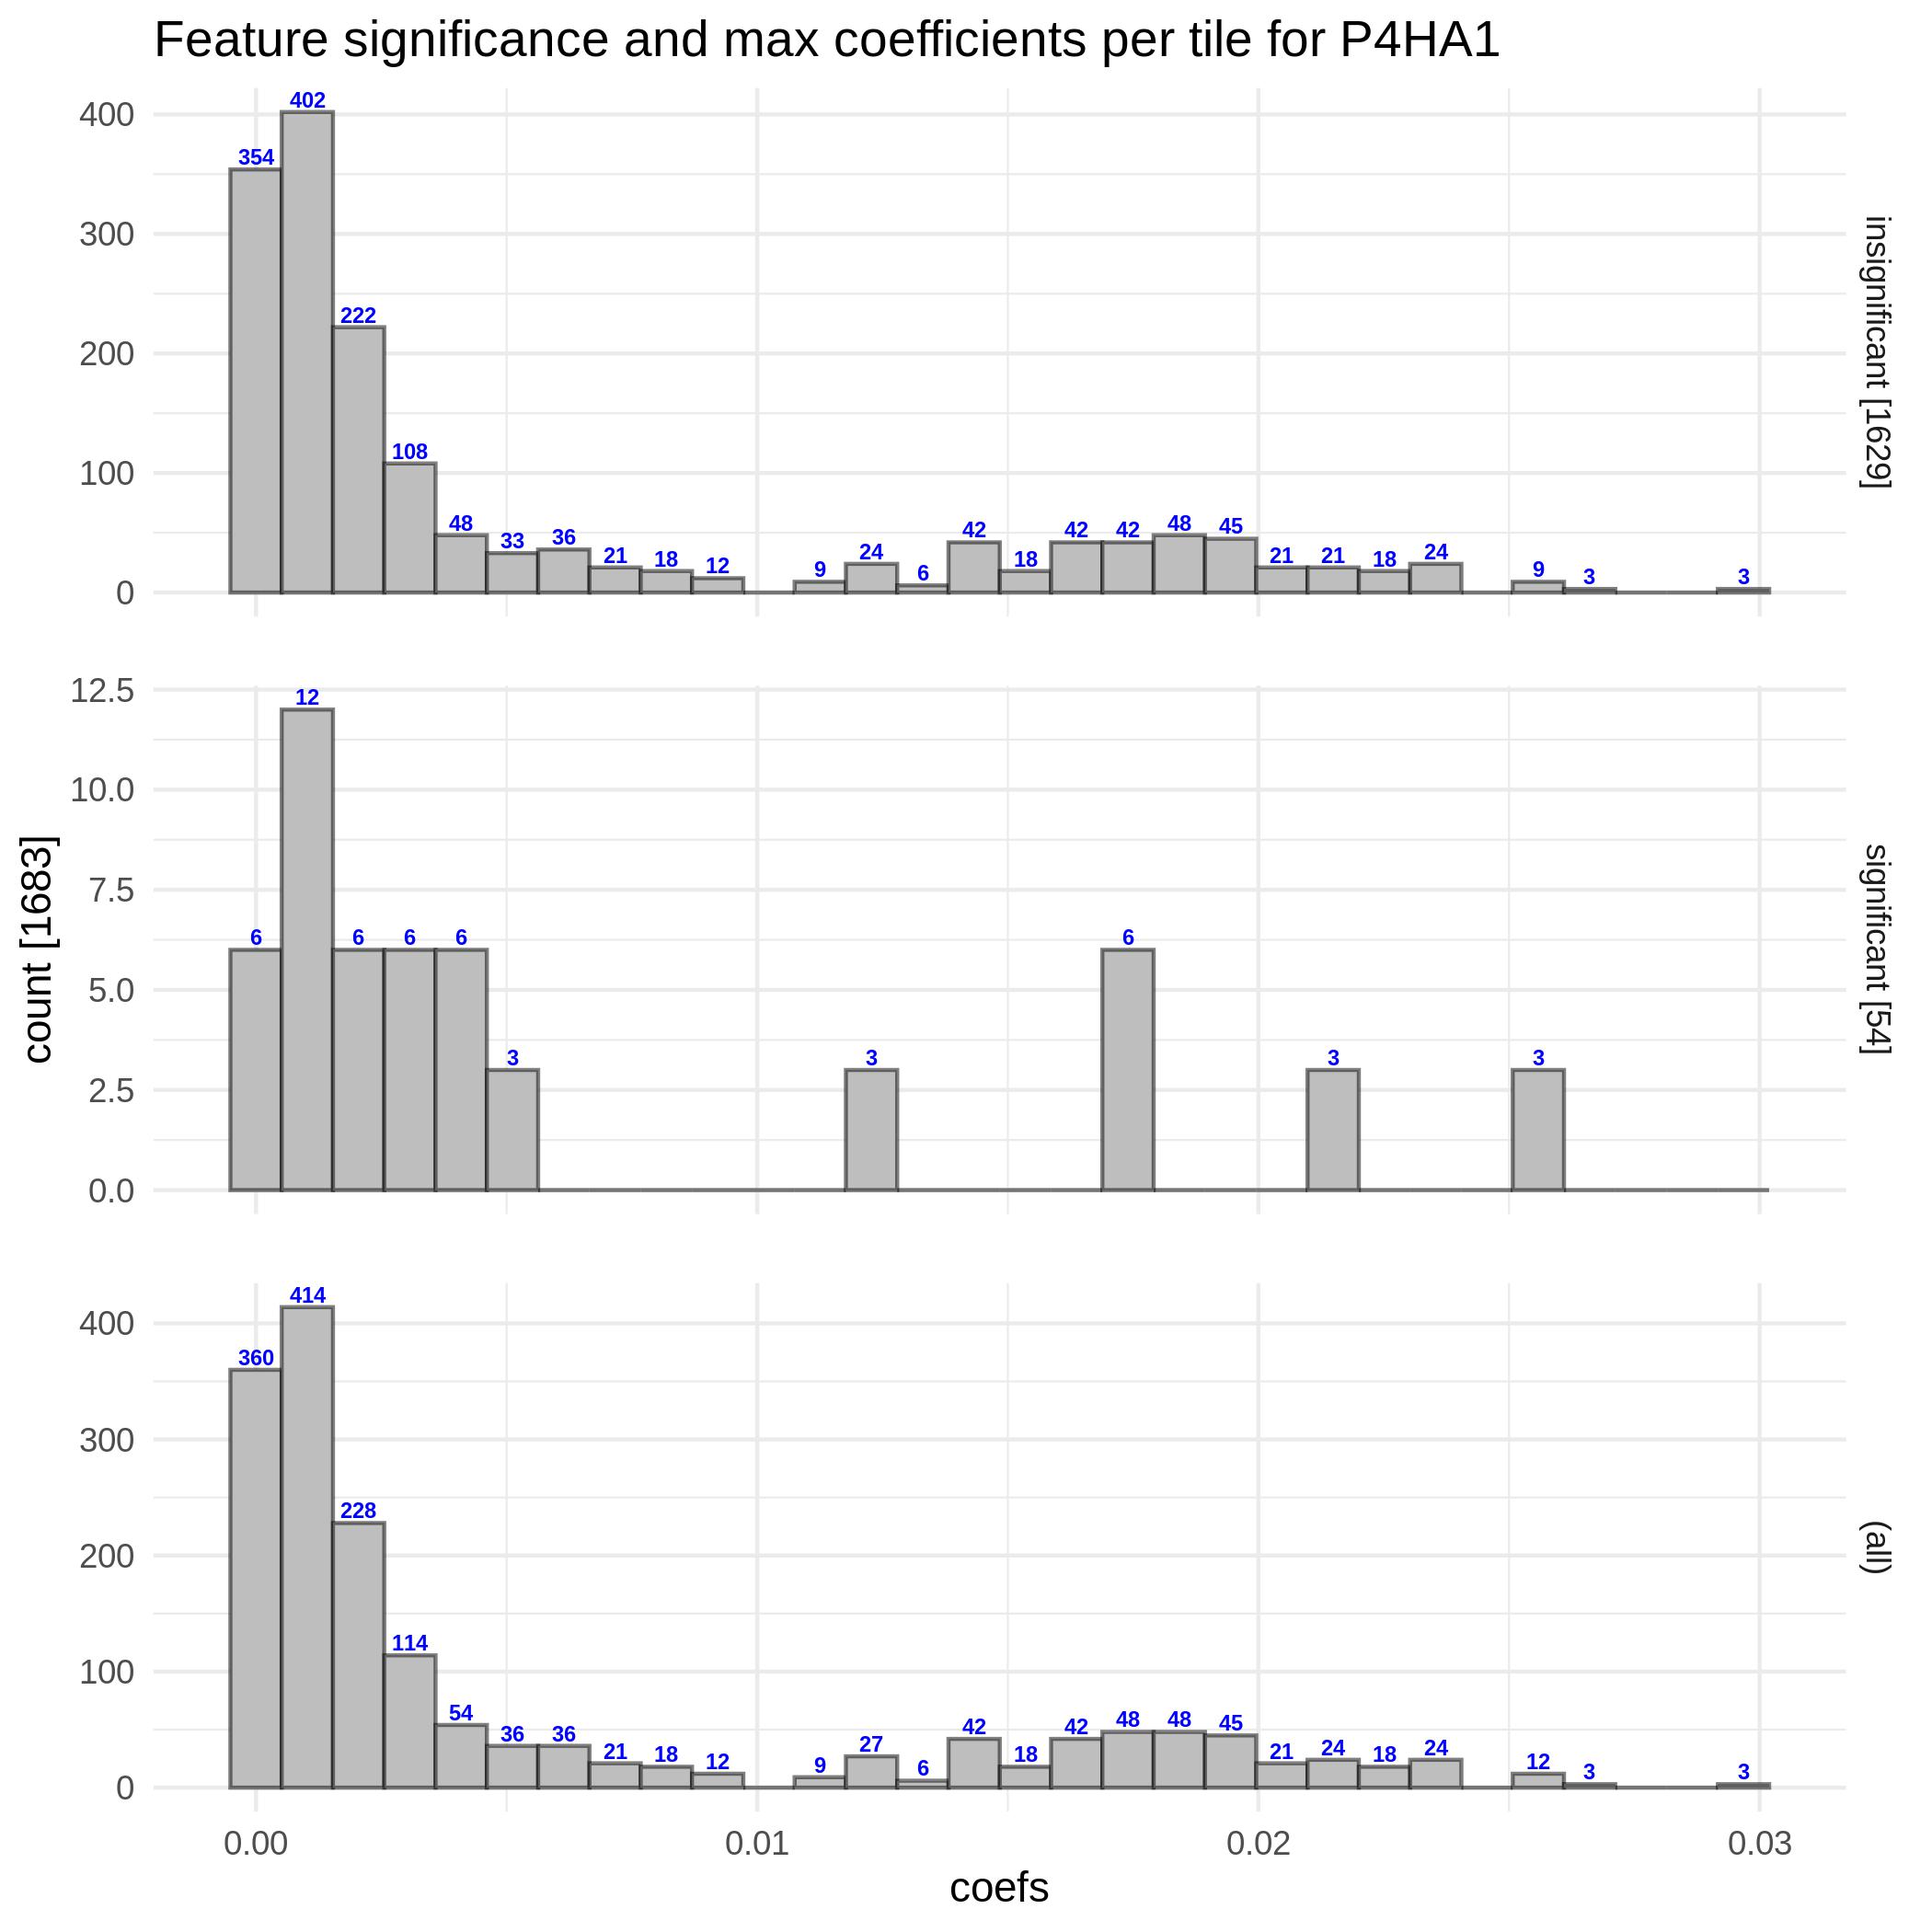 Feature significance and max coefficients per tile for P4HA1
402
400
354
300
222
200
108
100
48 33 36 21 18 12 9 24 6 42 18 42 42 48 45 21 21 18 24 9 3 3
0
insignificant [1629]
12.5
12
10.0
7.5
6 6 6 6 6
5.0
3 3 3 3
2.5
0.0
significant [54]
count [1683]
414
400
360
300
228
200
114
100
54 36 36 21 18 12 9 27 6 42 18 42 48 48 45 21 24 18 24 12 3 3
0
(all)
0.00 0.01 0.02 0.03
coefs